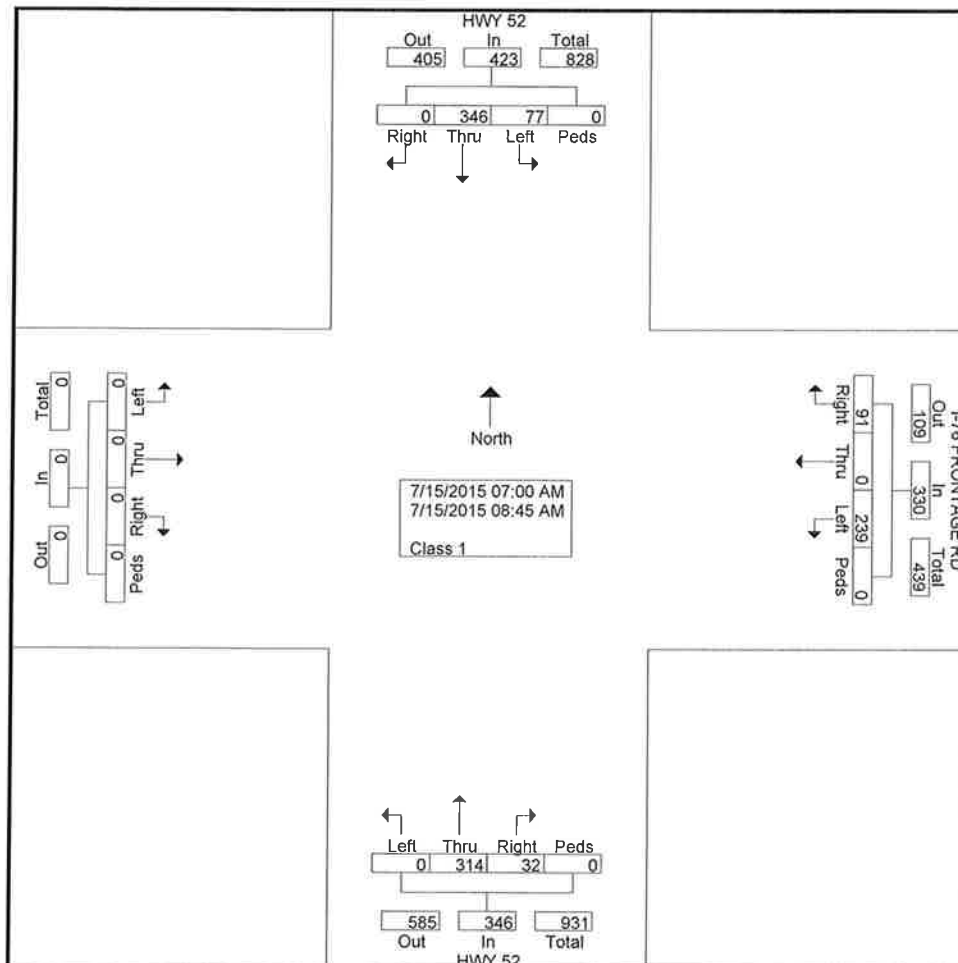 HWY 52
Out In Total
405 423 828
0 346 77 0
Right Thru Left Peds
Total In Out
0 0 0
0 0 0 0
Left Thru Right Peds
North
7/15/2015 07:00 AM
7/15/2015 08:45 AM
Class 1
Right Thru Left Peds
91 0 239 0
109 330 439
Out In Total
I-76 FRONTAGE RD
Left Thru Right Peds
0 314 32 0
585 346 931
Out In Total
HWY 52